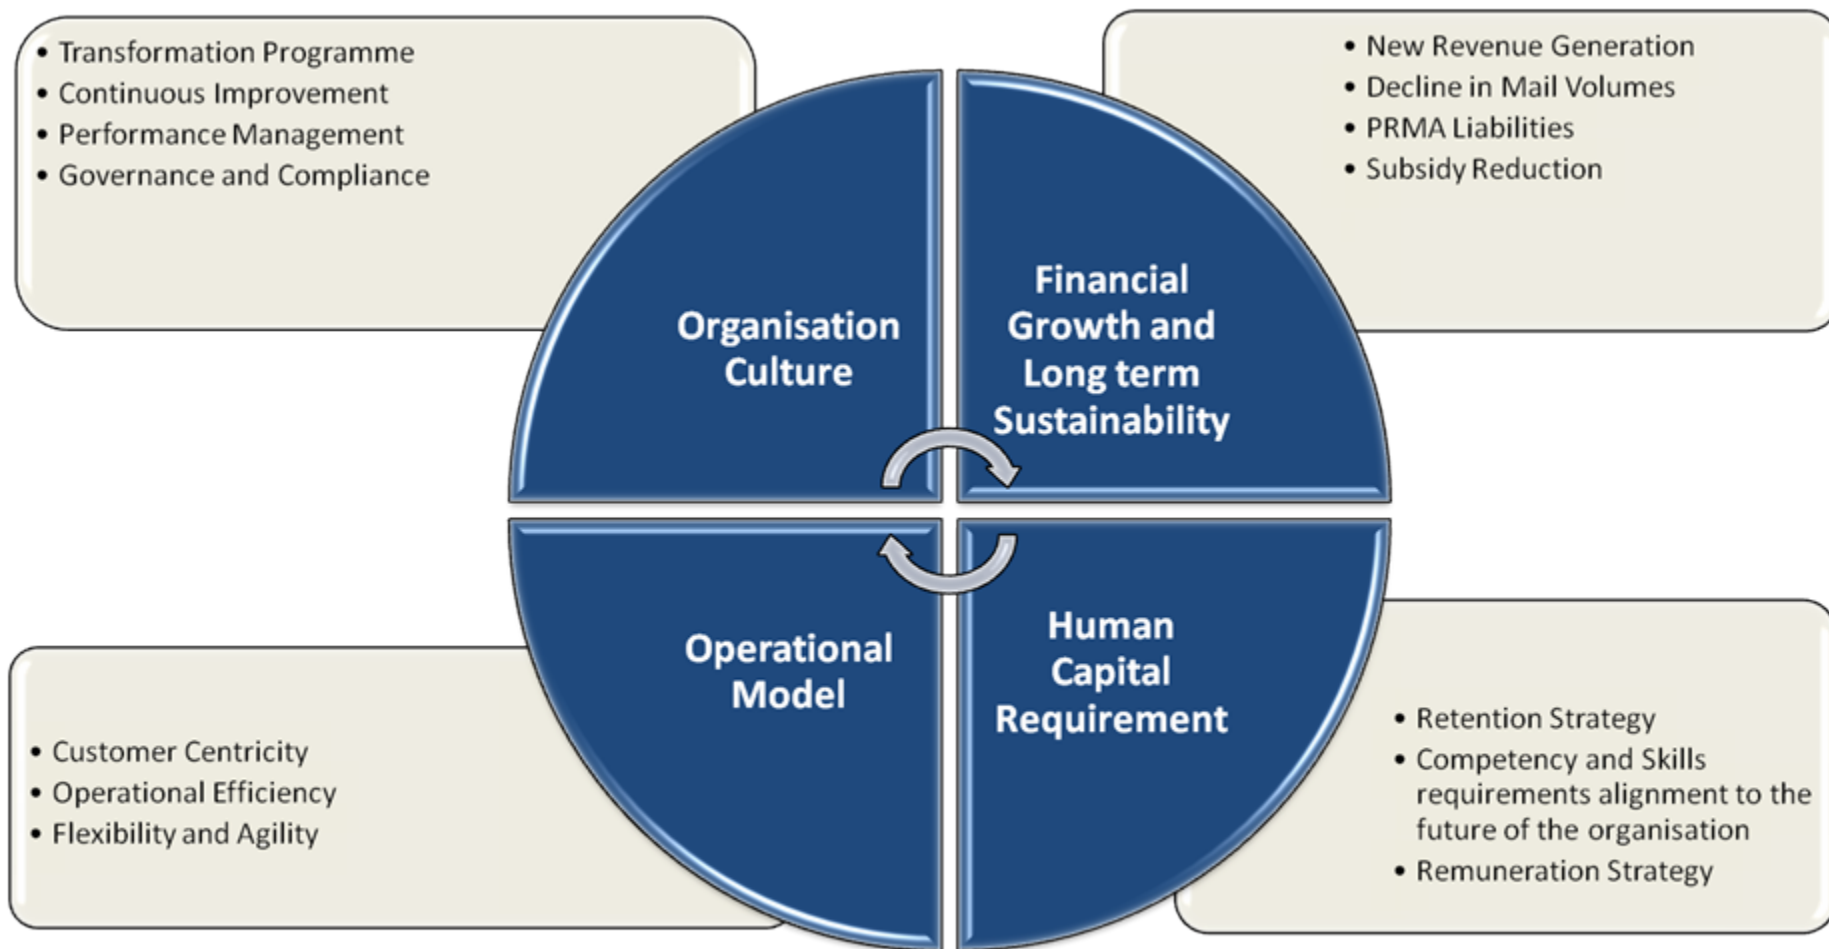 • Transformation Programme
• Continuous Improvement
• Performance Management
• Governance and Compliance
• New Revenue Generation
• Decline in Mail Volumes
• PRMA Liabilities
• Subsidy Reduction
Organisation
Culture
Financial
Growth and
Long term
Sustainability
Operational
Model
Human
Capital
Requirement
• Customer Centricity
• Operational Efficiency
• Flexibility and Agility
• Retention Strategy
• Competency and Skills
requirements alignment to the
future of the organisation
• Remuneration Strategy